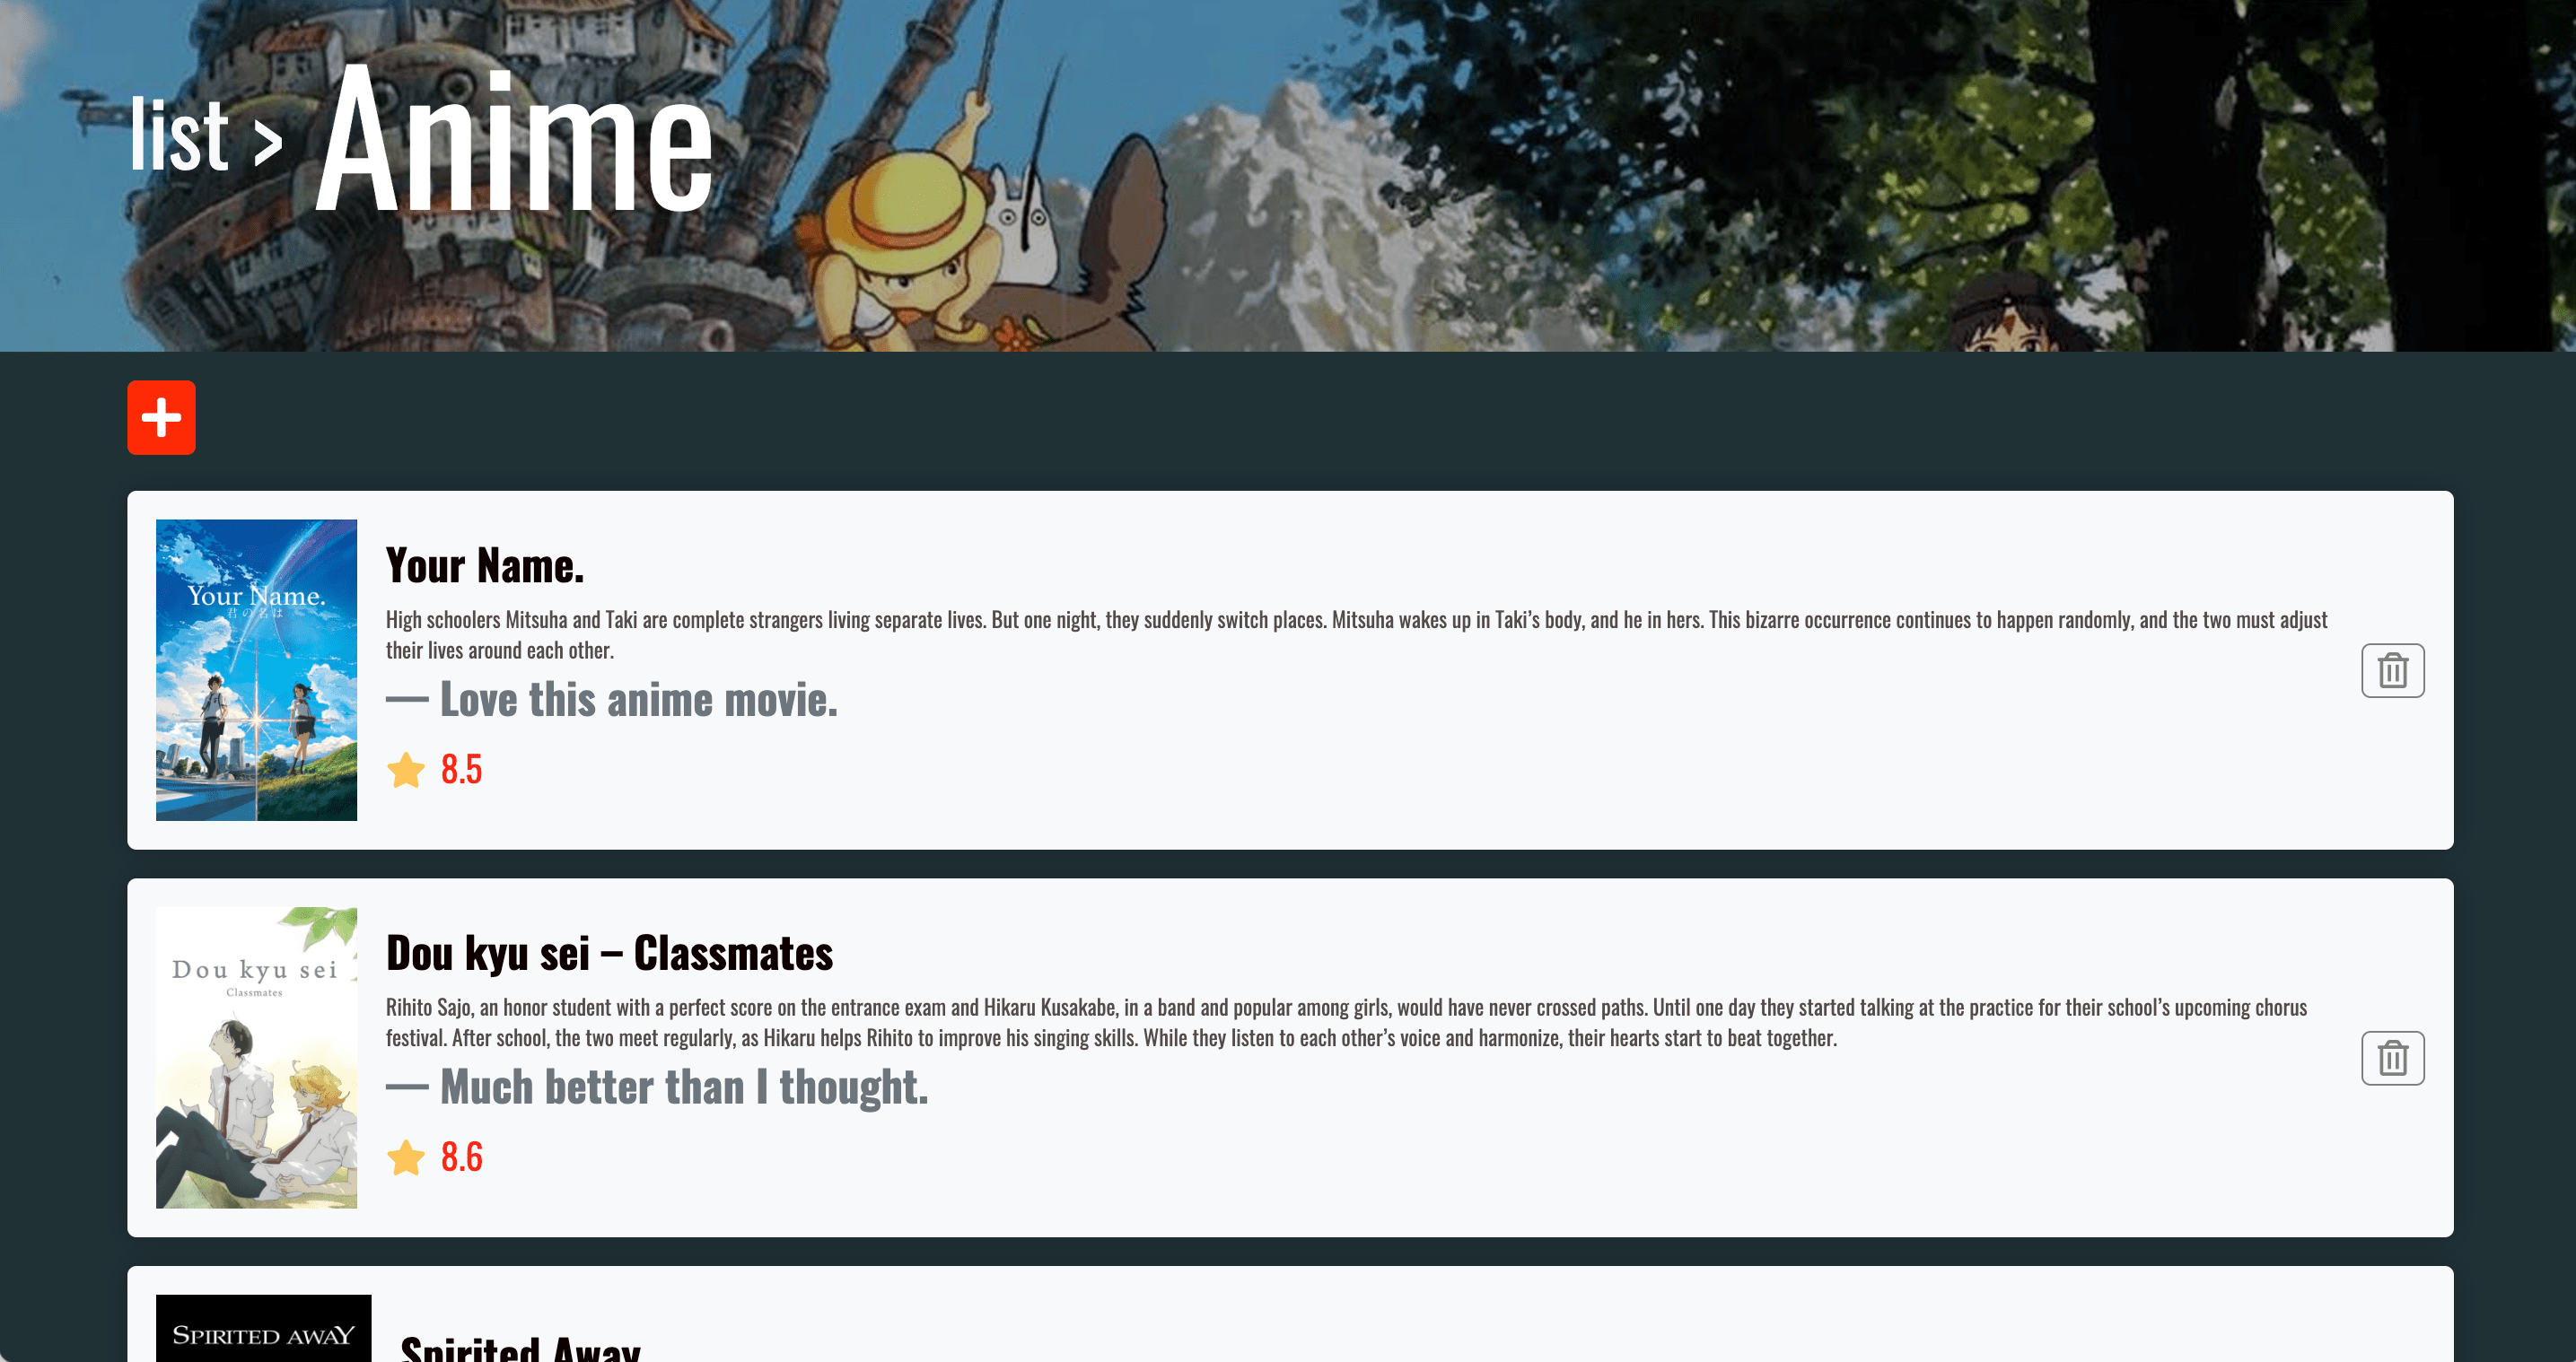 list > Anime
Your Name.
君の名は
Your Name.
High schoolers Mitsuha and Taki are complete strangers living separate lives. But one night, they suddenly switch places. Mitsuha wakes up in Taki’s body, and he in hers. This bizarre occurrence continues to happen randomly, and the two must adjust
their lives around each other.
— Love this anime movie.
8.5
Dou kyu sei
Classmates
Dou kyu sei – Classmates
Rihito Sajo, an honor student with a perfect score on the entrance exam and Hikaru Kusakabe, in a band and popular among girls, would have never crossed paths. Until one day they started talking at the practice for their school’s upcoming chorus
festival. After school, the two meet regularly, as Hikaru helps Rihito to improve his singing skills. While they listen to each other’s voice and harmonize, their hearts start to beat together.
— Much better than I thought.
8.6
SPIRITED AWAY
Spirited Away